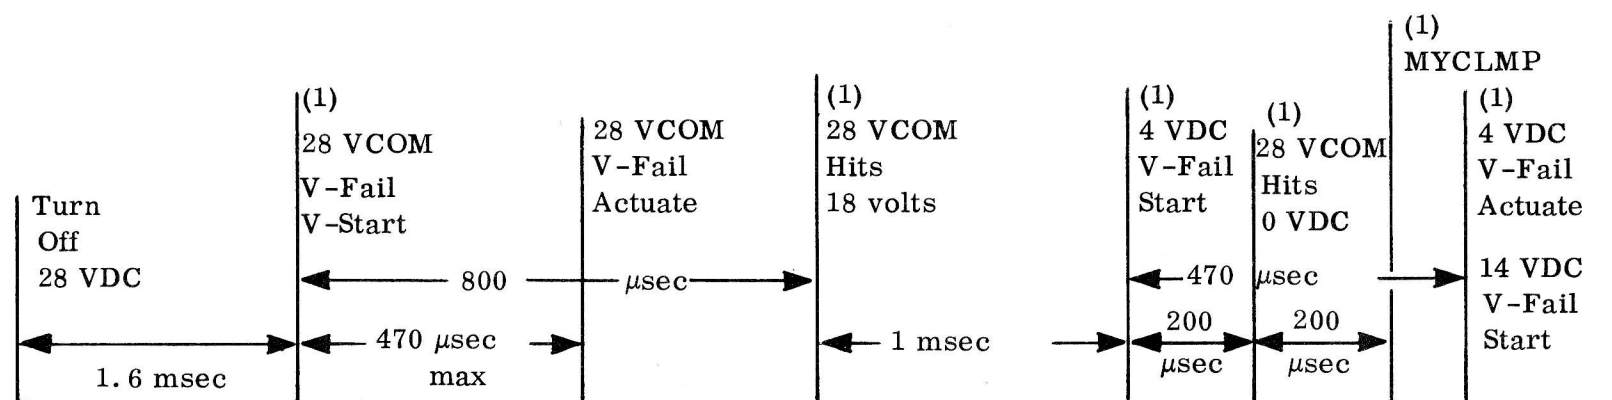 Turn
Off
28 VDC
1.6 msec
(1)
28 VCOM
V-Fail
V-Start
800 μsec
470 μsec
max
28 VCOM
V-Fail
Actuate
(1)
28 VCOM
Hits
18 volts
1 msec
(1)
4 VDC
V-Fail
Start
470 μsec
200
μsec
(1)
28 VCOM
Hits
0 VDC
200
μsec
(1)
MYCLMP
(1)
4 VDC
V-Fail
Actuate
14 VDC
V-Fail
Start